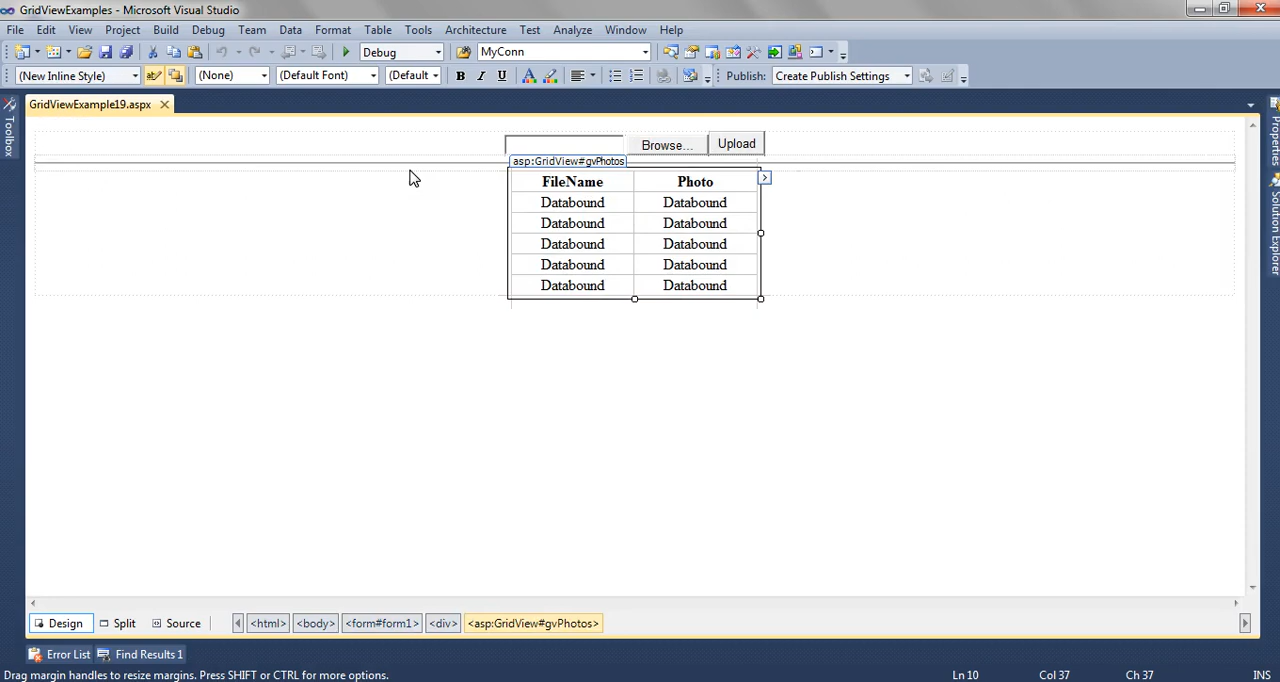 GridViewExamples - Microsoft Visual Studio
File Edit View Project Build Debug Team Data Format Table Tools Architecture Test Analyze Window Help
Debug MyConn
(New Inline Style) (None) (Default Font) (Default B I U A Publish: Create Publish Settings
GridViewExample19.aspx
Toolbox
Properties
Solution Explorer
Browse... Upload
asp:GridView#gvPhotos
FileName Photo
Databound Databound
Databound Databound
Databound Databound
Databound Databound
Databound Databound
Design Split Source <html> <body> <form#form1> <div> <asp:GridView#gvPhotos>
Error List Find Results 1
Drag margin handles to resize margins. Press SHIFT or CTRL for more options. Ln 10 Col 37 Ch 37 INS